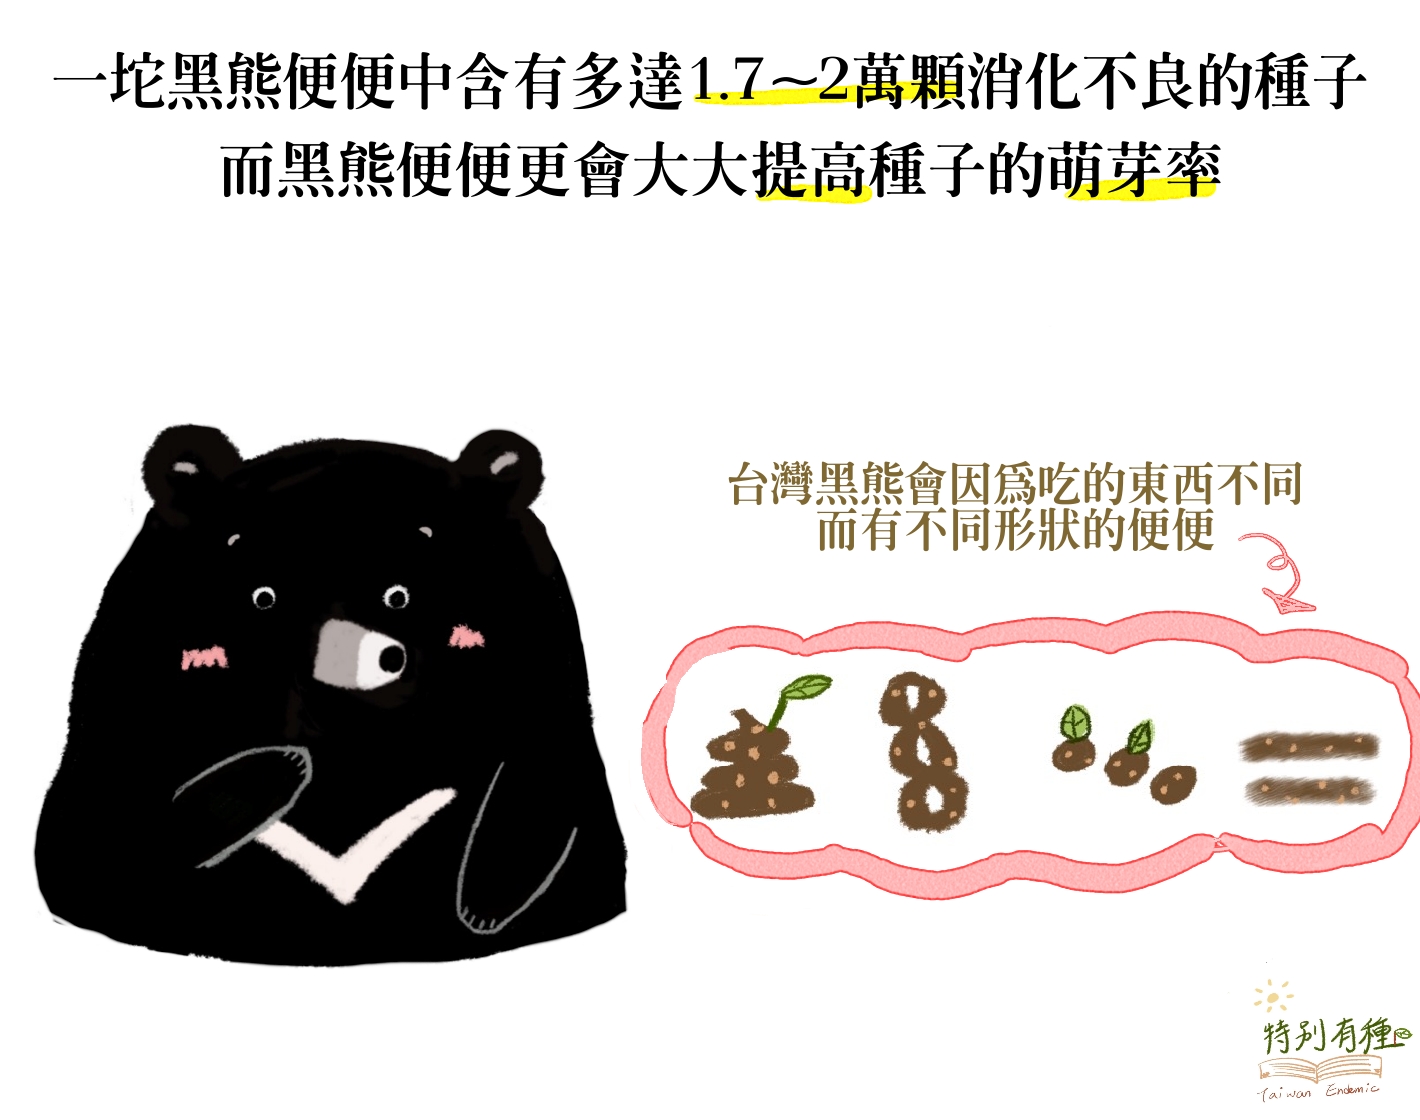 一坨黑熊便便中含有多達1.7～2萬顆消化不良的種子
而黑熊便便更會大大提高種子的萌芽率
台灣黑熊會因爲吃的東西不同
而有不同形狀的便便
特別有種
Taiwan Endemic